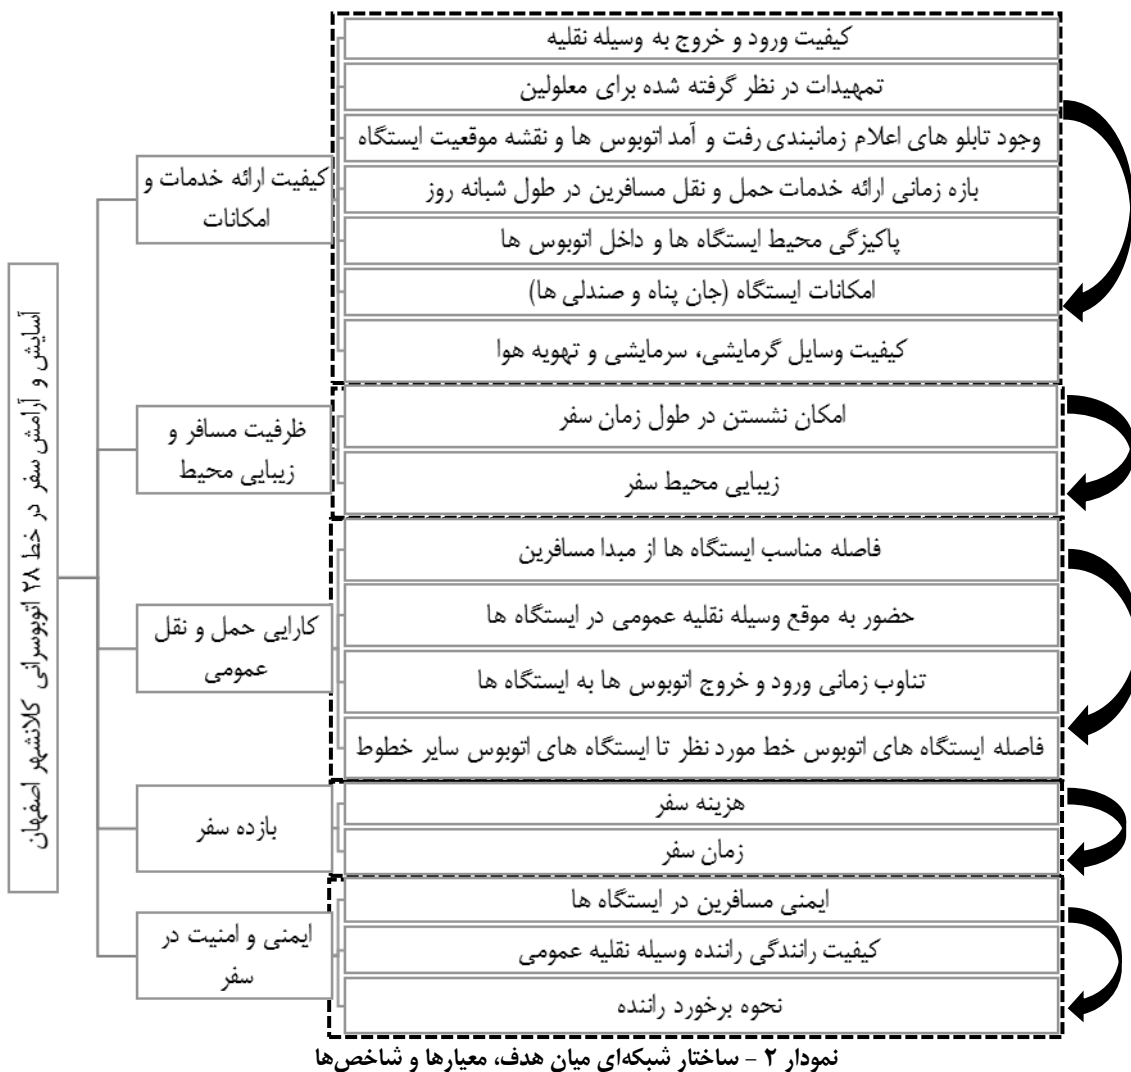 آسایش و آرامش سفر در خط ۲۸ اتوبوسرانی کلانشهر اصفهان
کیفیت ارائه خدمات و
امکانات
کیفیت ورود و خروج به وسیله نقلیه
تمهیدات در نظر گرفته شده برای معلولین
وجود تابلو های اعلام زمانبندی رفت و آمد اتوبوس ها و نقشه موقعیت ایستگاه
بازه زمانی ارائه خدمات حمل و نقل مسافرین در طول شبانه روز
پاکیزگی محیط ایستگاه ها و داخل اتوبوس ها
امکانات ایستگاه (جان پناه و صندلی ها)
کیفیت وسایل گرمایشی، سرمایشی و تهویه هوا
ظرفیت مسافر و
زیبایی محیط
امکان نشستن در طول زمان سفر
زیبایی محیط سفر
کارایی حمل و نقل
عمومی
فاصله مناسب ایستگاه ها از مبدا مسافرین
حضور به موقع وسیله نقلیه عمومی در ایستگاه ها
تناوب زمانی ورود و خروج اتوبوس ها به ایستگاه ها
فاصله ایستگاه های اتوبوس خط مورد نظر تا ایستگاه های اتوبوس سایر خطوط
بازده سفر
هزینه سفر
زمان سفر
ایمنی و امنیت در
سفر
ایمنی مسافرین در ایستگاه ها
کیفیت رانندگی راننده وسیله نقلیه عمومی
نحوه برخورد راننده
نمودار ۲ - ساختار شبکه‌ای میان هدف، معیارها و شاخص‌ها